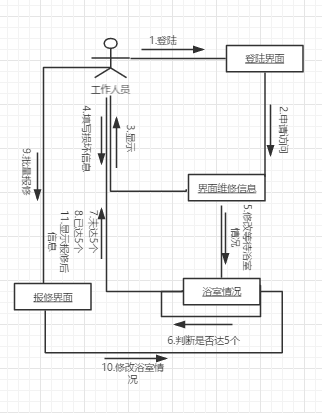 1.登陆
登陆界面
工作人员
2.申请访问
3.显示
4.填写损坏信息
界面维修信息
5.修改等待浴室
情况
浴室情况
6.判断是否达5个
7.未达5个
8.已达5个
11.显示报修后
信息
9.批量报修
报修界面
10.修改浴室情
况